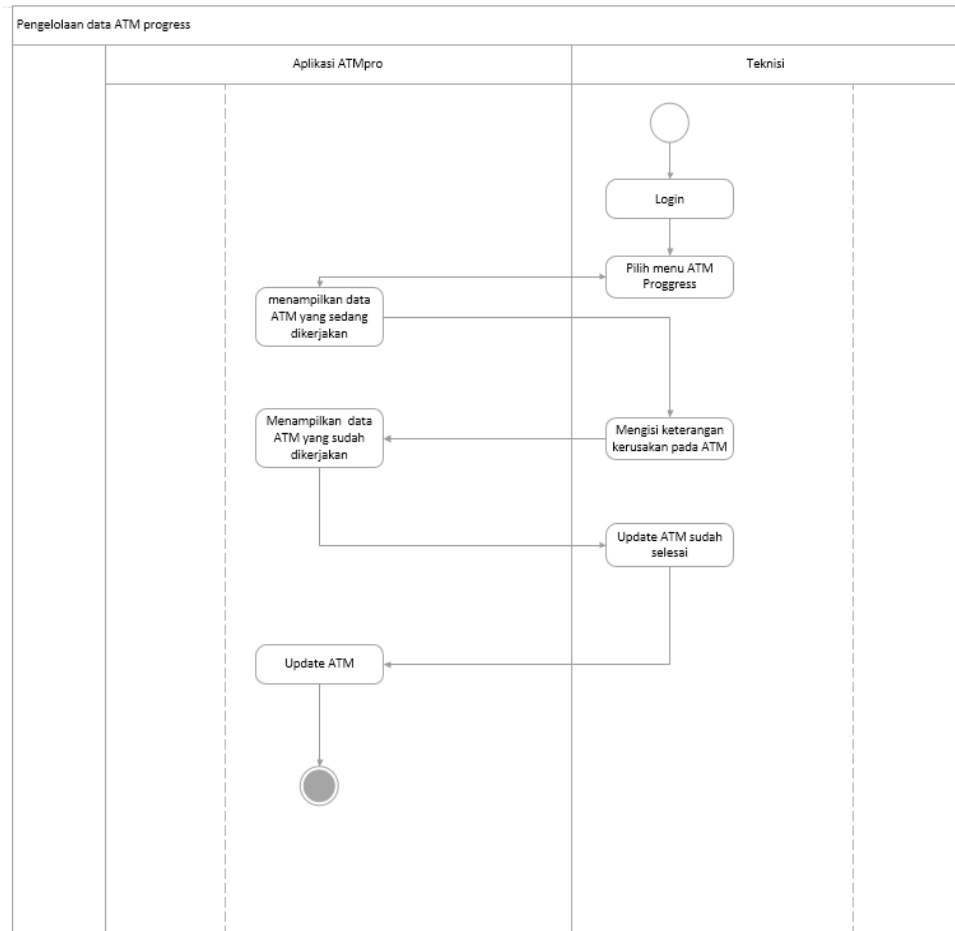 Pengelolaan data ATM progress
Aplikasi ATMpro
Teknisi
Login
Pilih menu ATM
Proggress
menampilkan data
ATM yang sedang
dikerjakan
Mengisi keterangan
kerusakan pada ATM
Menampilkan data
ATM yang sudah
dikerjakan
Update ATM sudah
selesai
Update ATM